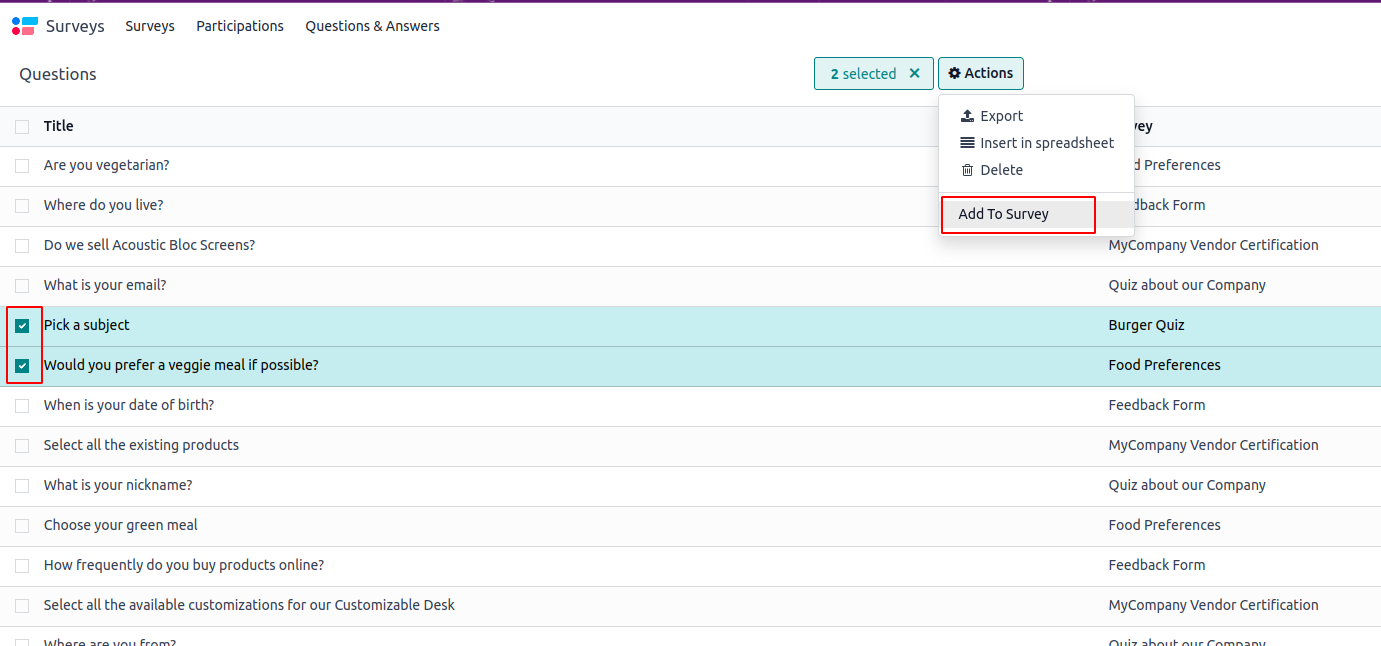 Surveys Surveys Participations Questions & Answers
Questions 2 selected Actions
Export
Insert in spreadsheet
Delete
Add To Survey
Title vey
Are you vegetarian? d Preferences
Where do you live? dback Form
Do we sell Acoustic Bloc Screens? MyCompany Vendor Certification
What is your email? Quiz about our Company
Pick a subject Burger Quiz
Would you prefer a veggie meal if possible? Food Preferences
When is your date of birth? Feedback Form
Select all the existing products MyCompany Vendor Certification
What is your nickname? Quiz about our Company
Choose your green meal Food Preferences
How frequently do you buy products online? Feedback Form
Select all the available customizations for our Customizable Desk MyCompany Vendor Certification
Where are you from? Quiz about our Company